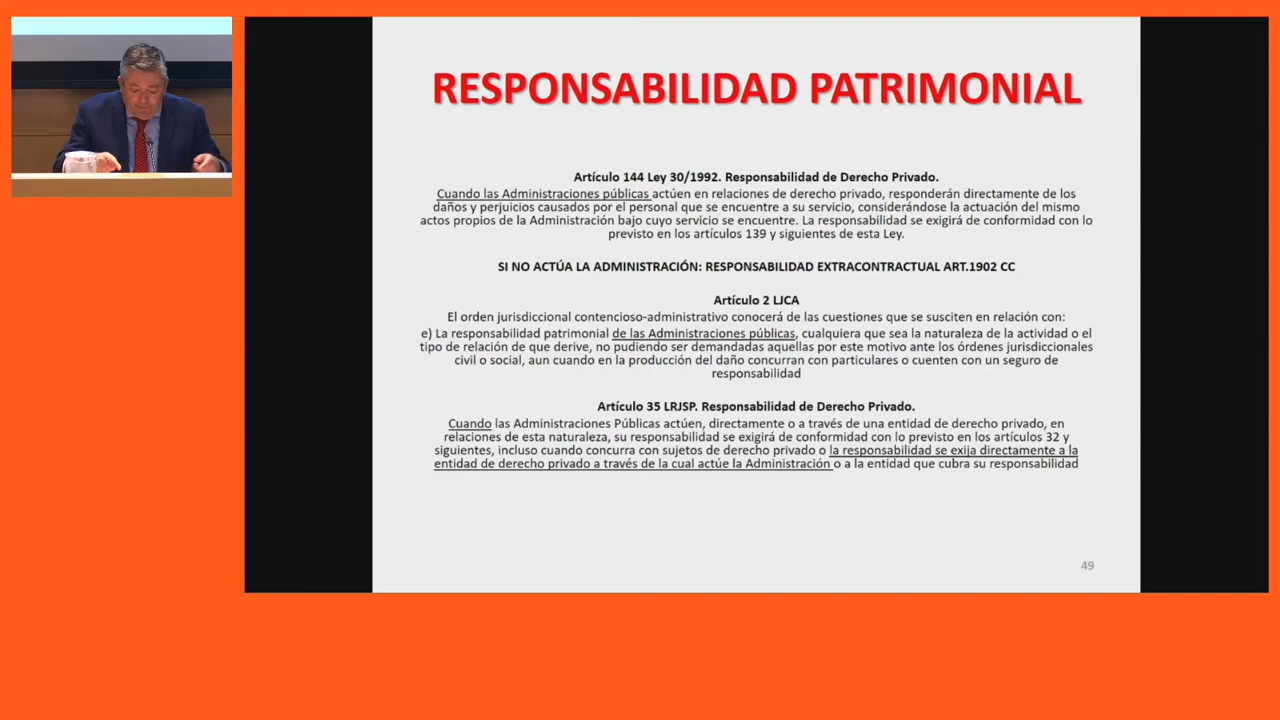 RESPONSABILIDAD PATRIMONIAL
Artículo 144 Ley 30/1992. Responsabilidad de Derecho Privado.
Cuando las Administraciones públicas actúen en relaciones de derecho privado, responderán directamente de los
daños y perjuicios causados por el personal que se encuentre a su servicio, considerándose la actuación del mismo
actos propios de la Administración bajo cuyo servicio se encuentre. La responsabilidad se exigirá de conformidad con lo
previsto en los artículos 139 y siguientes de esta Ley.
SI NO ACTÚA LA ADMINISTRACIÓN: RESPONSABILIDAD EXTRACONTRACTUAL ART.1902 CC
Artículo 2 LJCA
El orden jurisdiccional contencioso-administrativo conocerá de las cuestiones que se susciten en relación con:
e) La responsabilidad patrimonial de las Administraciones públicas, cualquiera que sea la naturaleza de la actividad o el
tipo de relación de que derive, no pudiendo ser demandadas aquellas por este motivo ante los órdenes jurisdiccionales
civil o social, aun cuando en la producción del daño concurran con particulares o cuenten con un seguro de
responsabilidad
Artículo 35 LRJSP. Responsabilidad de Derecho Privado.
Cuando las Administraciones Públicas actúen, directamente o a través de una entidad de derecho privado, en
relaciones de esta naturaleza, su responsabilidad se exigirá de conformidad con lo previsto en los artículos 32 y
siguientes, incluso cuando concurra con sujetos de derecho privado o la responsabilidad se exija directamente a la
entidad de derecho privado a través de la cual actúe la Administración o a la entidad que cubra su responsabilidad
49